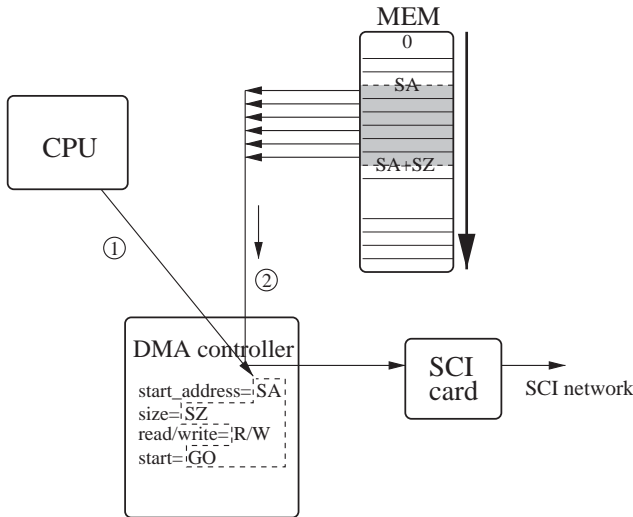 MEM
0
SA
SA+SZ
CPU
1
2
DMA controller
start_address= SA
size= SZ
read/write= R/W
start= GO
SCI
card
SCI network